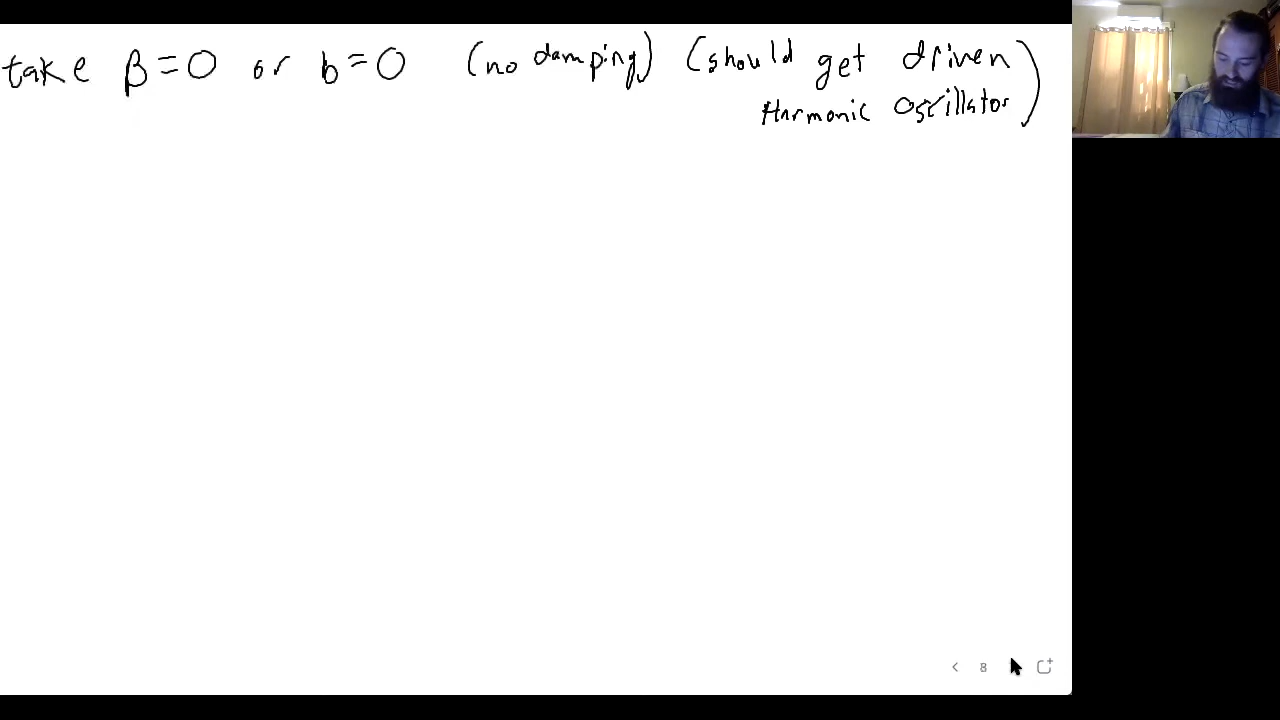 take β=0 or b=0 (no damping) (should get driven
Harmonic Oscillator)
8